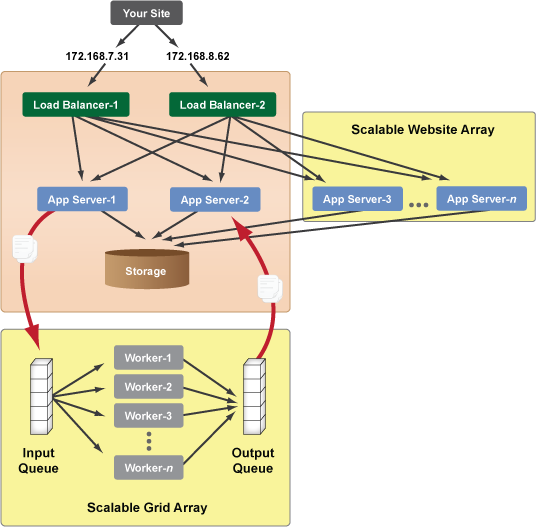 Your Site
172.168.7.31
172.168.8.62
Load Balancer-1
Load Balancer-2
Scalable Website Array
App Server-1
App Server-2
App Server-3
App Server-n
Storage
Worker-1
Worker-2
Worker-3
Worker-n
Input
Queue
Output
Queue
Scalable Grid Array